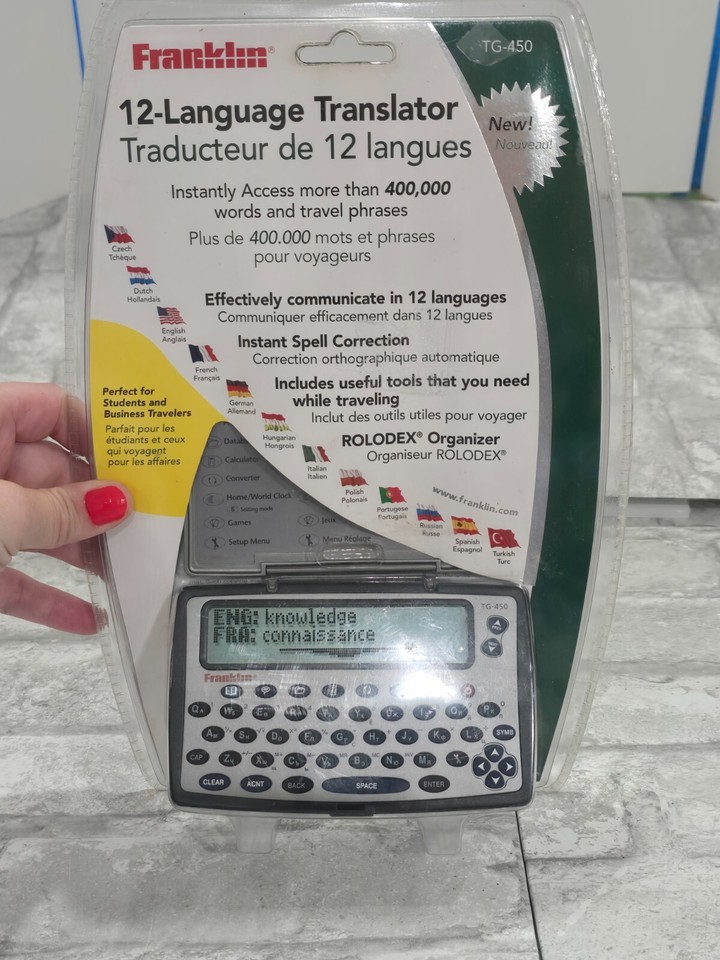 Franklin®
TG-450
12-Language Translator
Traducteur de 12 langues
New!
Nouveau!
Instantly Access more than 400,000
words and travel phrases
Plus de 400.000 mots et phrases
pour voyageurs
Czech
Tchèque
Dutch
Hollandais
English
Anglais
French
Français
German
Allemand
Hungarian
Hongrois
Italian
Italien
Polish
Polonais
Portugese
Portugais
Russian
Russe
Spanish
Espagnol
Turkish
Turc
Effectively communicate in 12 languages
Communiquer efficacement dans 12 langues
Instant Spell Correction
Correction orthographique automatique
Includes useful tools that you need
while traveling
Inclut des outils utiles pour voyager
ROLODEX® Organizer
Organiseur ROLODEX®
www.franklin.com
Perfect for
Students and
Business Travelers
Parfait pour les
étudiants et ceux
qui voyagent
pour les affaires
Calculator
Converter
Home/World Clock
Setting mode
Games
Jeux
Setup Menu
Menu Réglage
TG-450
ENG: knowledge
FRA: connaissance
Franklin
Q W E R T Y U I O P
A S H D F G H J K L SYMB
CAP Z X C V B N M
CLEAR ACNT BACK SPACE ENTER